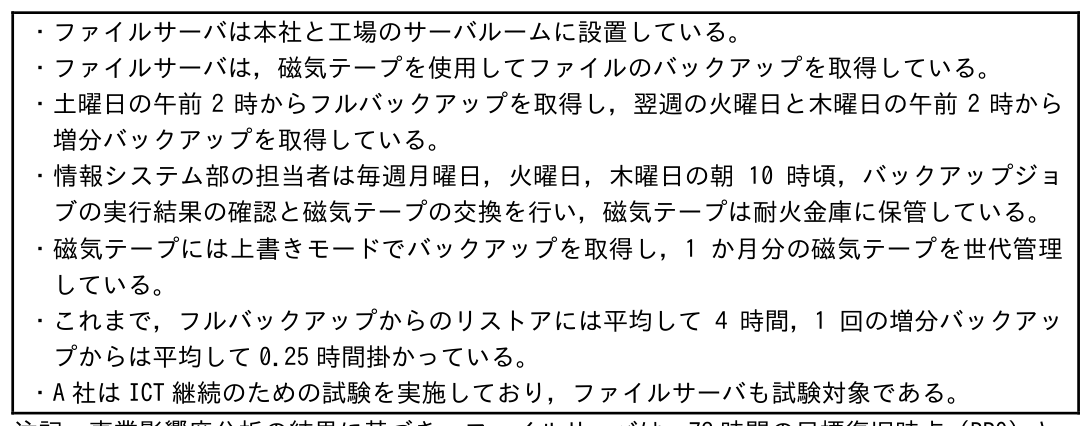 ・ファイルサーバは本社と工場のサーバルームに設置している。
・ファイルサーバは，磁気テープを使用してファイルのバックアップを取得している。
・土曜日の午前 2 時からフルバックアップを取得し，翌週の火曜日と木曜日の午前 2 時から
増分バックアップを取得している。
・情報システム部の担当者は毎週月曜日，火曜日，木曜日の朝 10 時頃，バックアップジョ
ブの実行結果の確認と磁気テープの交換を行い，磁気テープは耐火金庫に保管している。
・磁気テープには上書きモードでバックアップを取得し，1 か月分の磁気テープを世代管理
している。
・これまで，フルバックアップからのリストアには平均して 4 時間，1 回の増分バックアッ
プからは平均して 0.25 時間掛かっている。
・A 社は ICT 継続のための試験を実施しており，ファイルサーバも試験対象である。